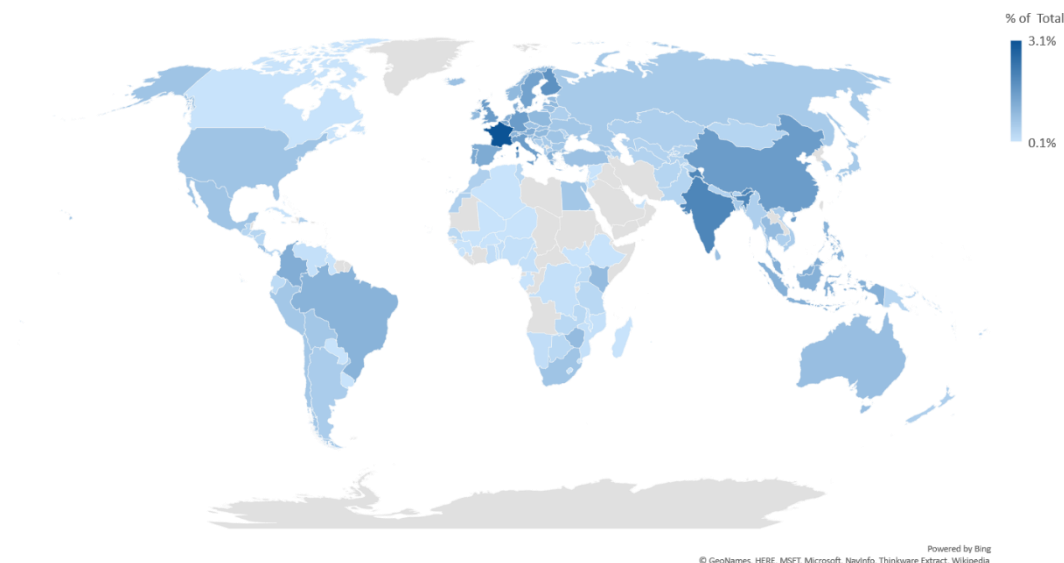 % of Total
3.1%
0.1%
Powered by Bing
© GeoNames, HERE, MSFT, Microsoft, NavInfo, Thinkware Extract, Wikipedia